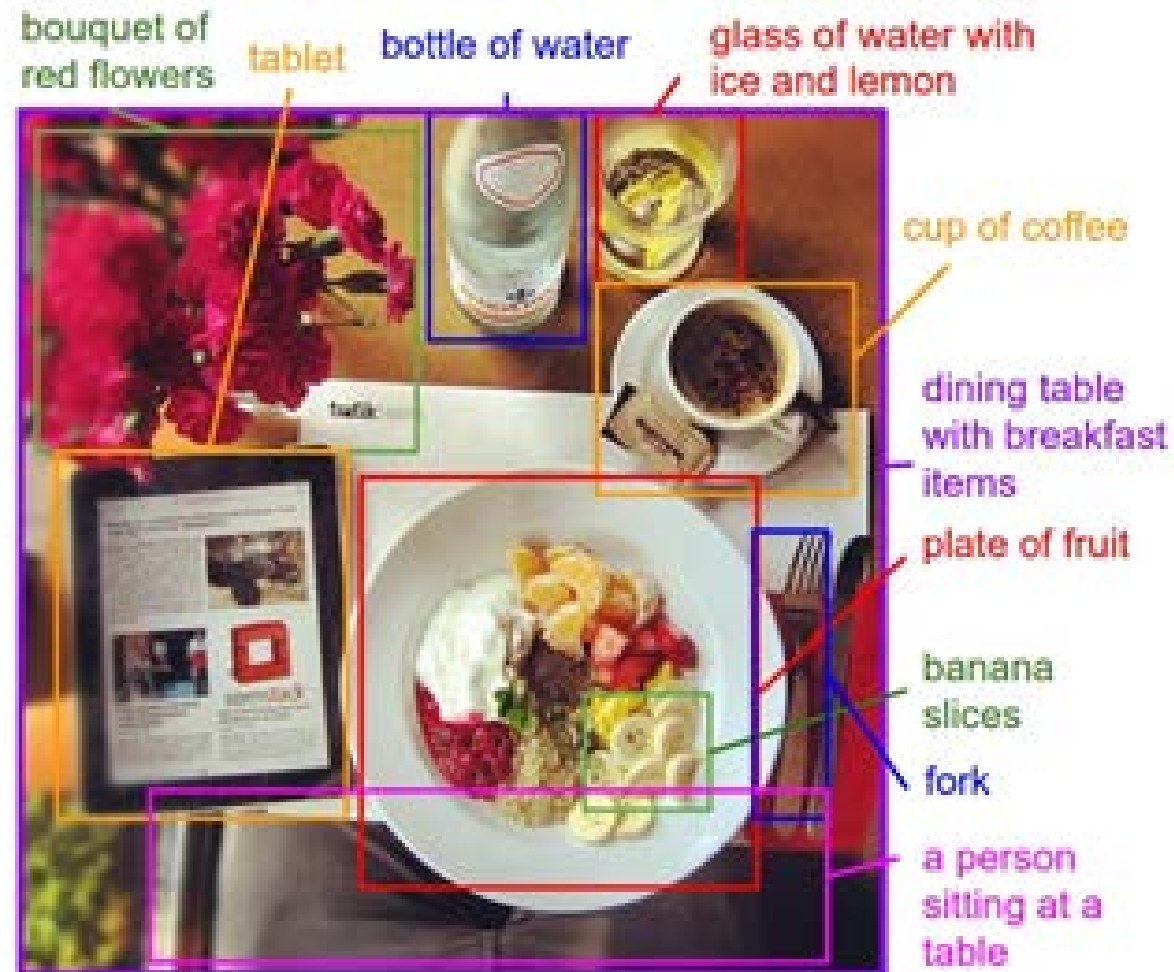 bouquet of
red flowers
tablet
bottle of water
glass of water with
ice and lemon
cup of coffee
dining table
with breakfast
items
plate of fruit
banana
slices
fork
a person
sitting at a
table